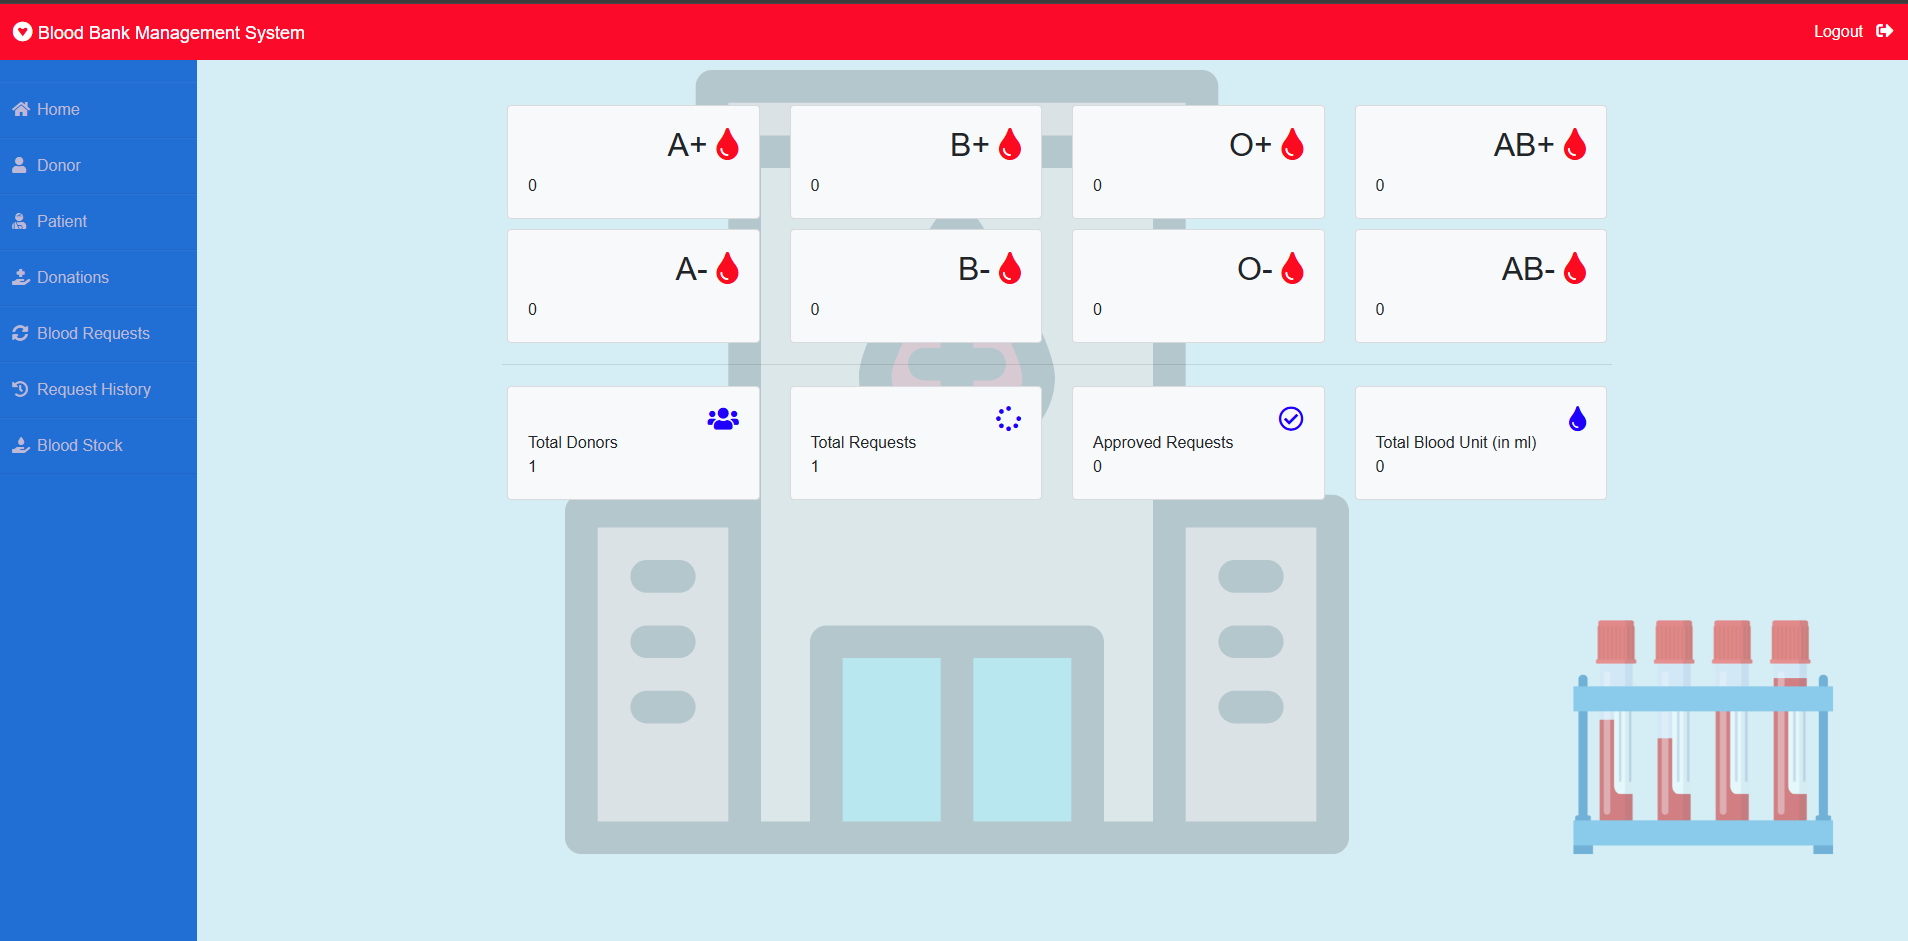 Blood Bank Management System
Logout
Home
Donor
Patient
Donations
Blood Requests
Request History
Blood Stock
A+
0
B+
0
O+
0
AB+
0
A-
0
B-
0
O-
0
AB-
0
Total Donors
1
Total Requests
1
Approved Requests
0
Total Blood Unit (in ml)
0